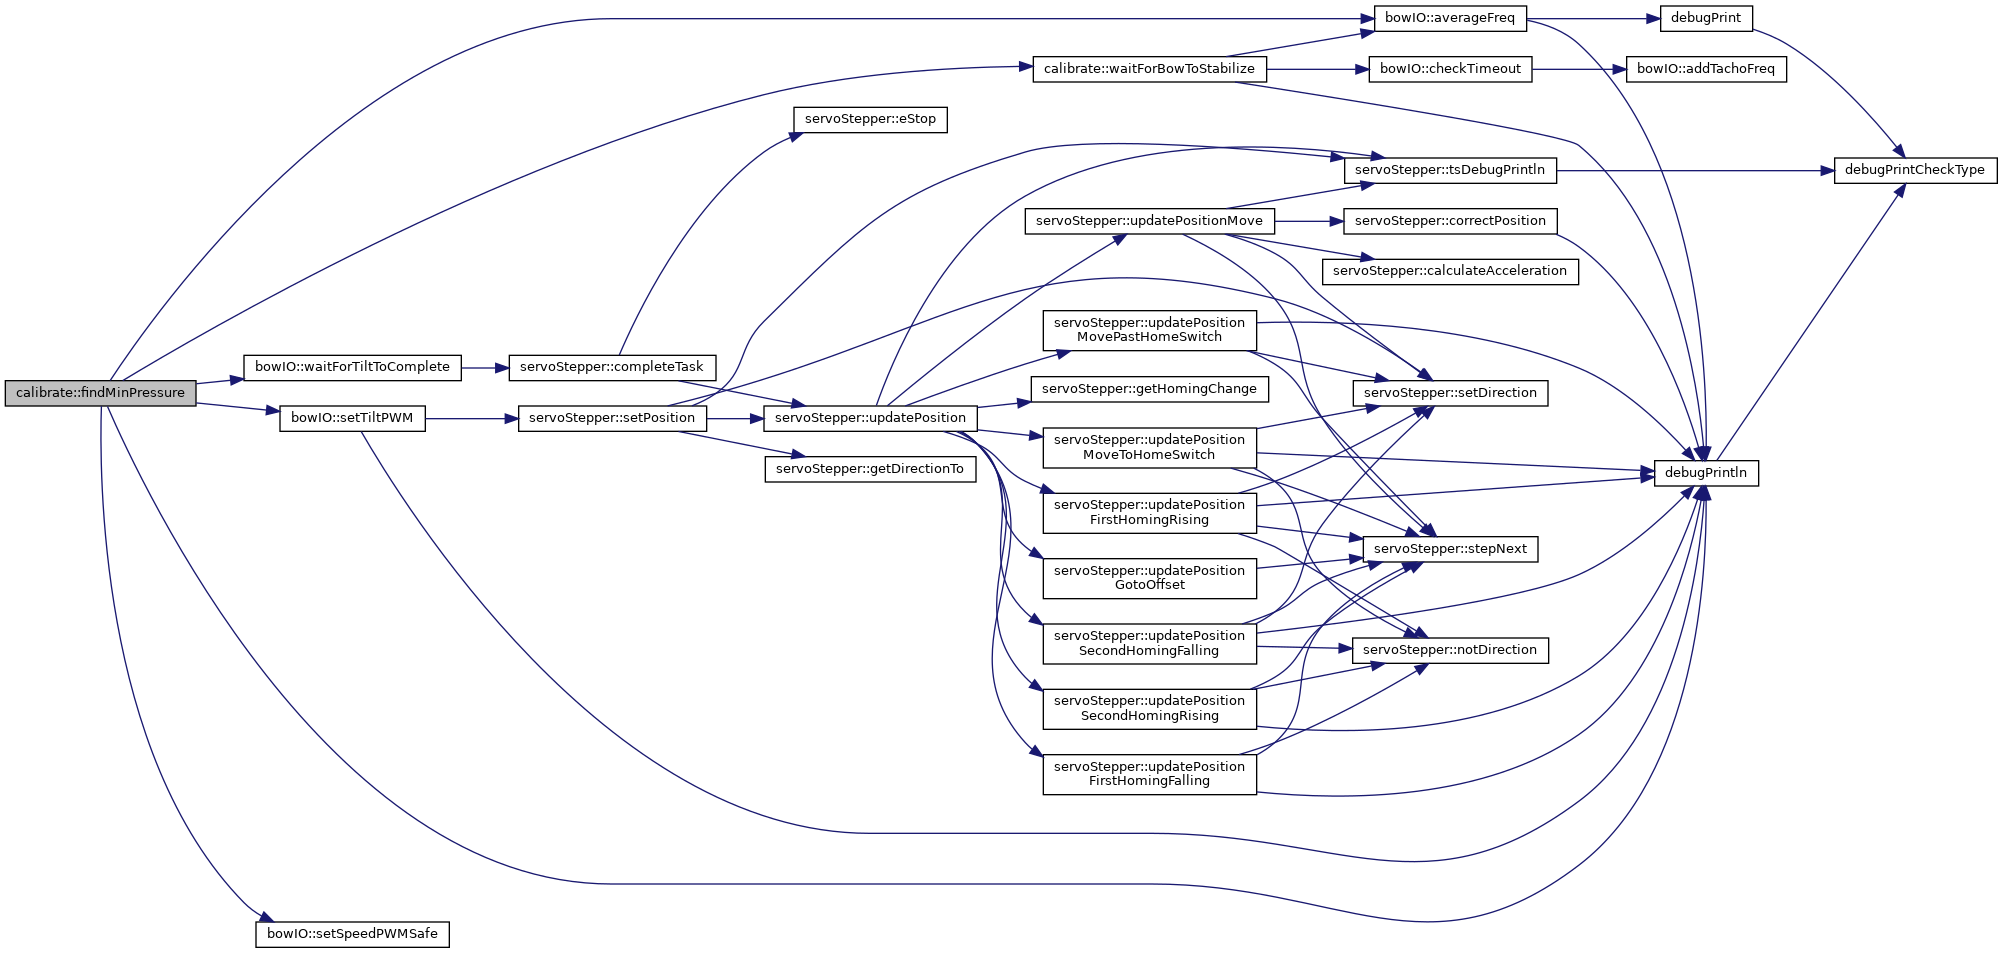 bowIO::averageFreq
debugPrint
calibrate::waitForBowToStabilize
bowIO::checkTimeout
bowIO::addTachoFreq
servoStepper::eStop
servoStepper::tsDebugPrintln
debugPrintCheckType
servoStepper::updatePositionMove
servoStepper::correctPosition
servoStepper::calculateAcceleration
servoStepper::updatePosition
MovePastHomeSwitch
bowIO::waitForTiltToComplete
servoStepper::completeTask
calibrate::findMinPressure
servoStepper::getHomingChange
servoStepper::setDirection
bowIO::setTiltPWM
servoStepper::setPosition
servoStepper::updatePosition
servoStepper::updatePosition
MoveToHomeSwitch
servoStepper::getDirectionTo
debugPrintln
servoStepper::updatePosition
FirstHomingRising
servoStepper::stepNext
servoStepper::updatePosition
GotoOffset
servoStepper::updatePosition
SecondHomingFalling
servoStepper::notDirection
servoStepper::updatePosition
SecondHomingRising
servoStepper::updatePosition
FirstHomingFalling
bowIO::setSpeedPWMSafe